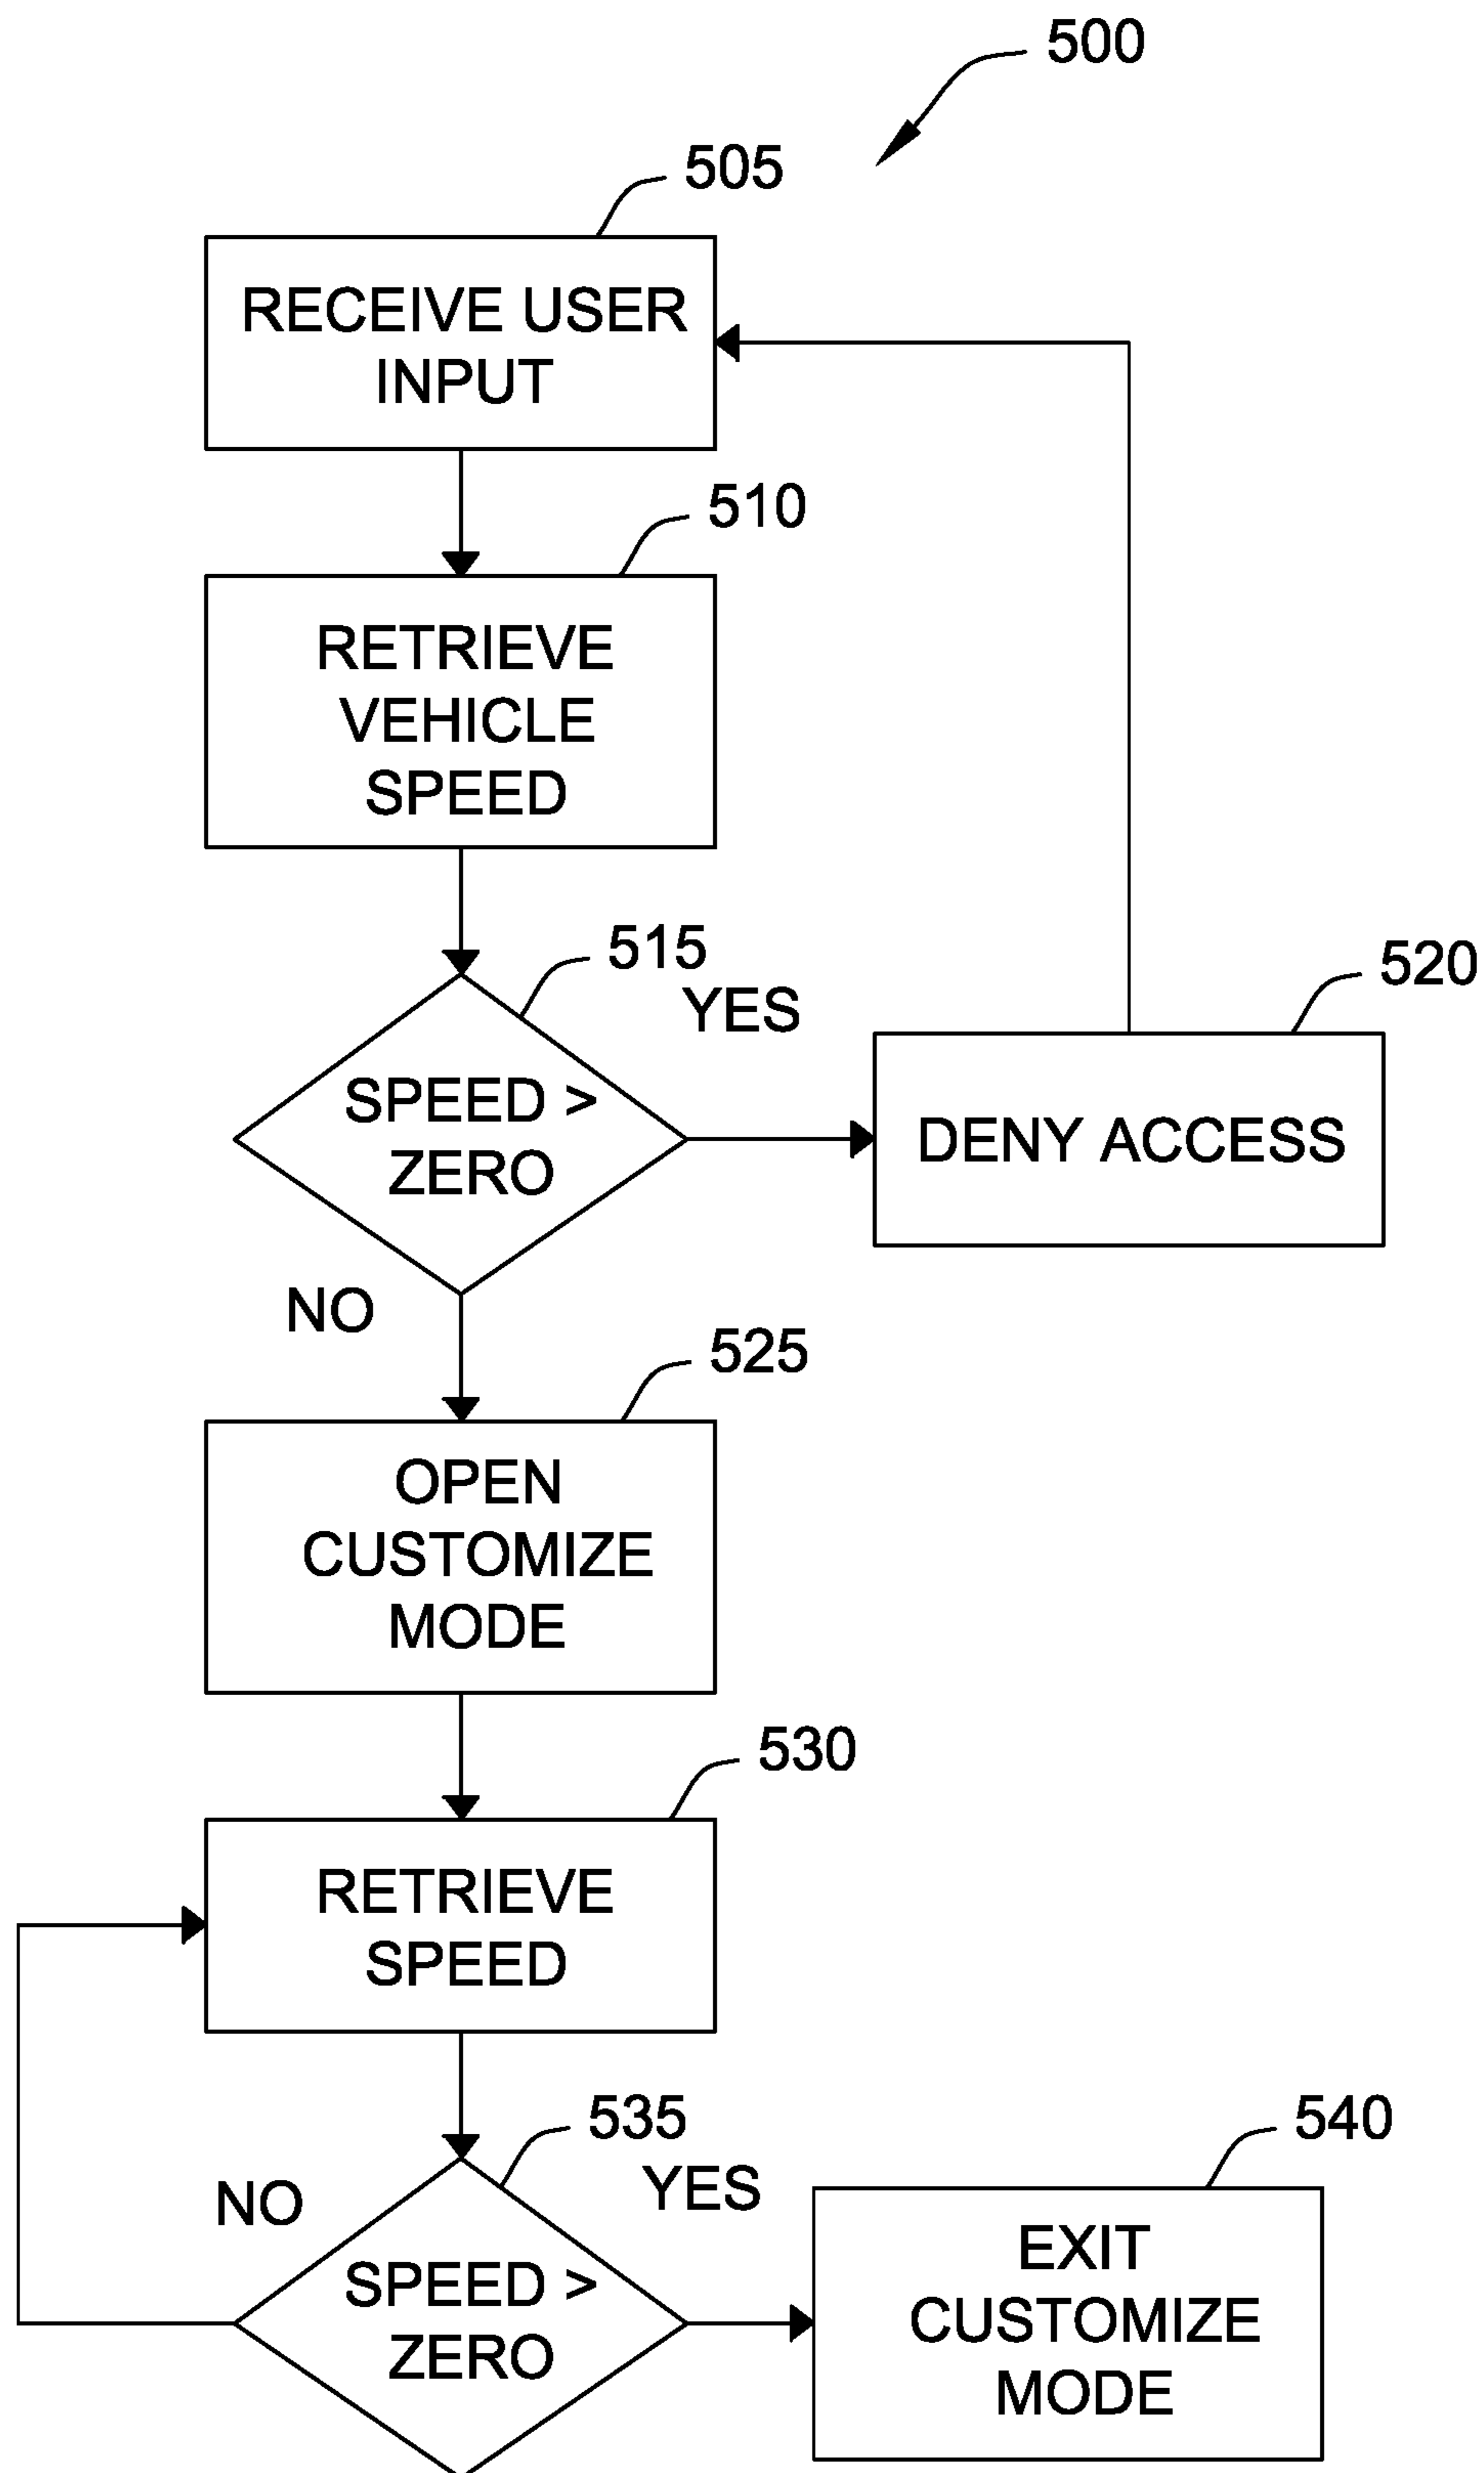 500
505
RECEIVE USER
INPUT
510
RETRIEVE
VEHICLE
SPEED
515
YES
520
SPEED >
ZERO
DENY ACCESS
NO
525
OPEN
CUSTOMIZE
MODE
530
RETRIEVE
SPEED
535
YES
540
NO
SPEED >
ZERO
EXIT
CUSTOMIZE
MODE